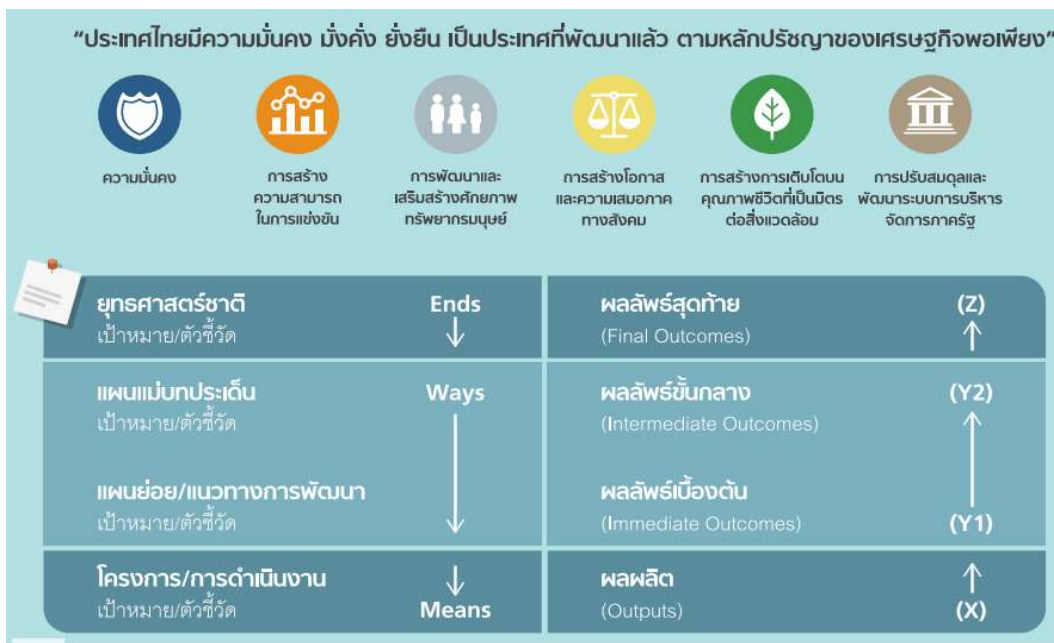 “ประเทศไทยมีความมั่นคง มั่งคั่ง ยั่งยืน เป็นประเทศที่พัฒนาแล้ว ตามหลักปรัชญาของเศรษฐกิจพอเพียง”
ความมั่นคง
การสร้าง
ความสามารถ
ในการแข่งขัน
การพัฒนาและ
เสริมสร้างศักยภาพ
ทรัพยากรมนุษย์
การสร้างโอกาส
และความเสมอภาค
ทางสังคม
การสร้างการเติบโตบน
คุณภาพชีวิตที่เป็นมิตร
ต่อสิ่งแวดล้อม
การปรับสมดุลและ
พัฒนาระบบการบริหาร
จัดการภาครัฐ
ยุทธศาสตร์ชาติ Ends
เป้าหมาย/ตัวชี้วัด
ผลลัพธ์สุดท้าย (Z)
(Final Outcomes)
แผนแม่บทประเด็น Ways
เป้าหมาย/ตัวชี้วัด
ผลลัพธ์ขั้นกลาง (Y2)
(Intermediate Outcomes)
แผนย่อย/แนวทางการพัฒนา
เป้าหมาย/ตัวชี้วัด
ผลลัพธ์เบื้องต้น
(Immediate Outcomes) (Y1)
โครงการ/การดำเนินงาน
เป้าหมาย/ตัวชี้วัด Means
ผลผลิต
(Outputs) (X)